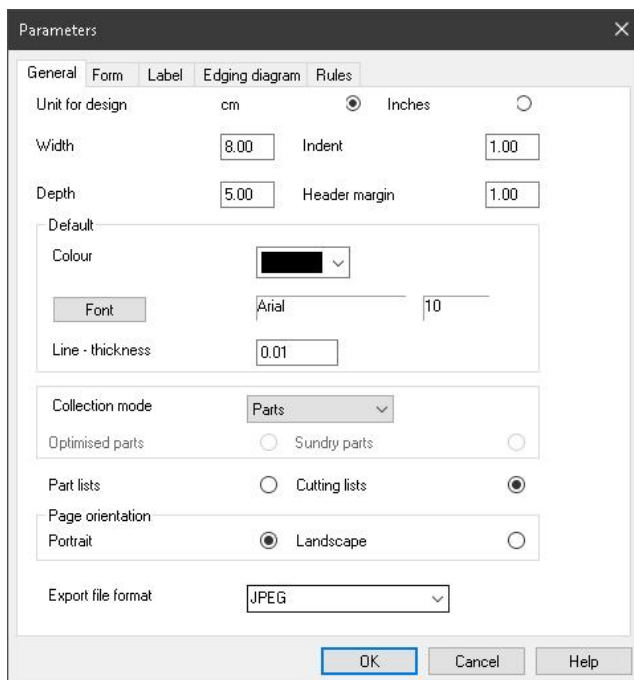 Parameters
General Form Label Edging diagram Rules
Unit for design cm Inches
Width 8.00 Indent 1.00
Depth 5.00 Header margin 1.00
Default
Colour
Font Arial 10
Line - thickness 0.01
Collection mode Parts
Optimised parts Sundry parts
Part lists Cutting lists
Page orientation
Portrait Landscape
Export file format JPEG
OK Cancel Help